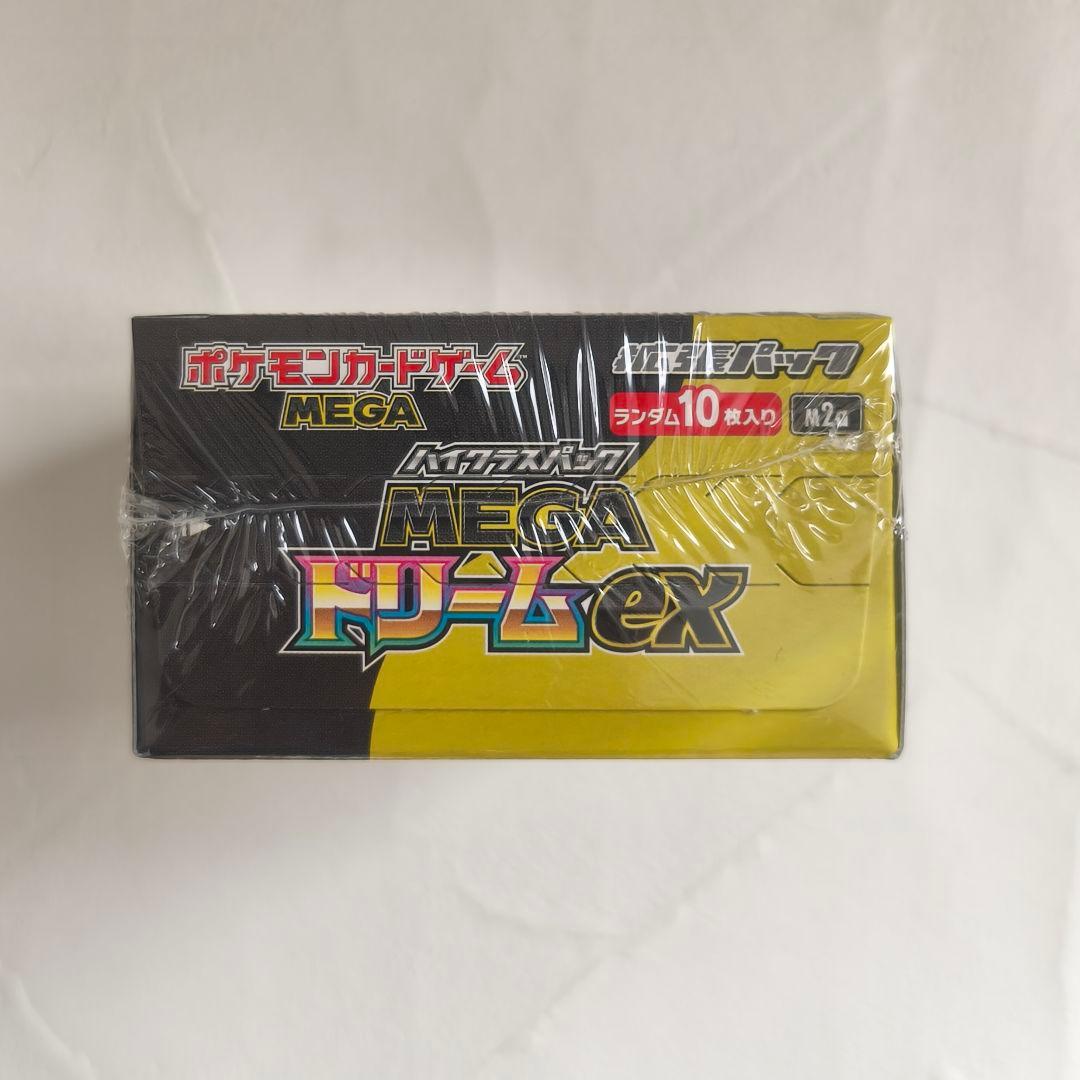 ポケモンカードゲーム™
MEGA
拡張パック
ランダム10枚入り
M2a
ハイクラスパック
MEGA
ドリームex